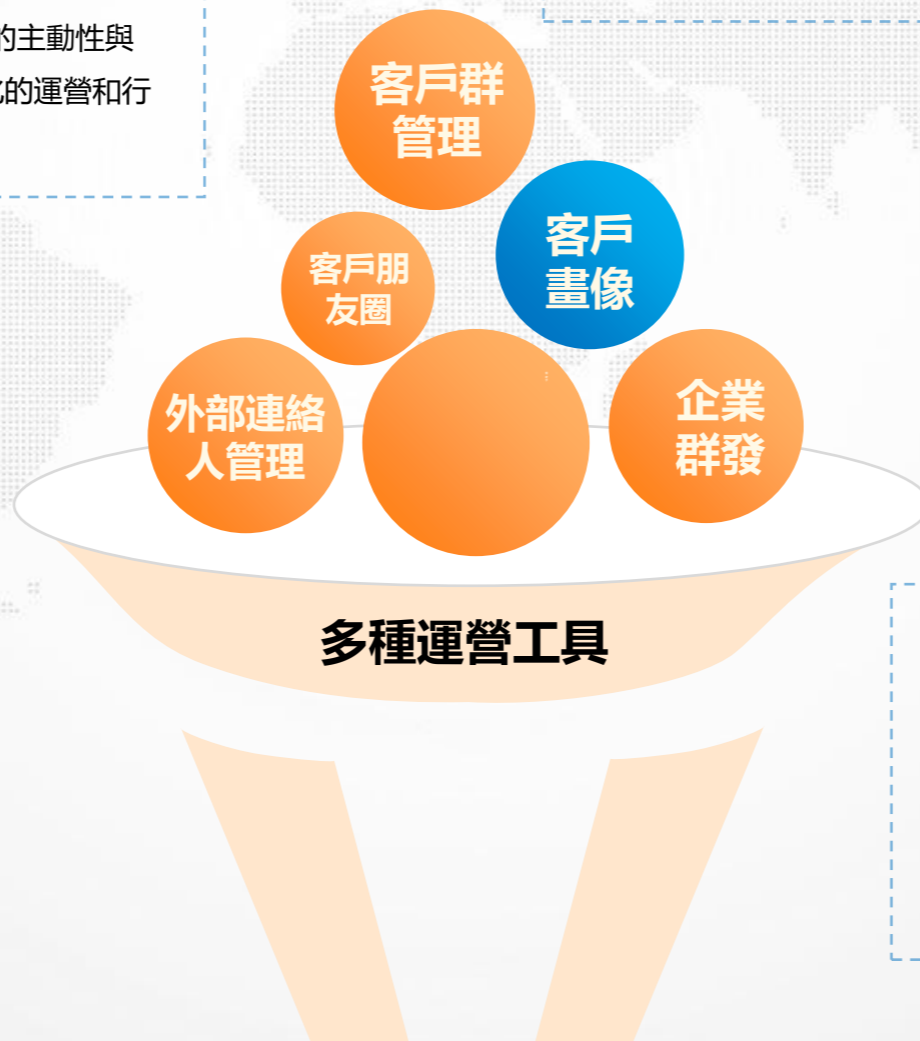 的主動性與
的運營和行
客戶群
管理
客戶
畫像
客戶朋
友圈
外部連絡
人管理
企業
群發
多種運營工具